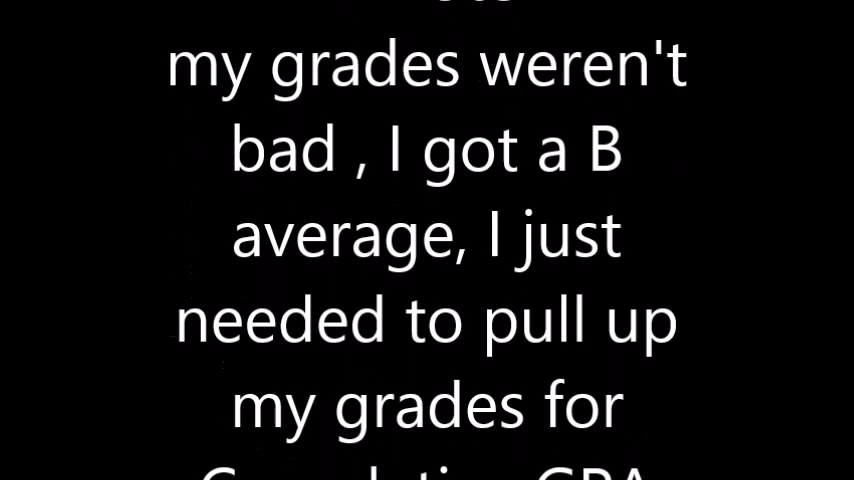 my grades weren't
bad , I got a B
average, I just
needed to pull up
my grades for